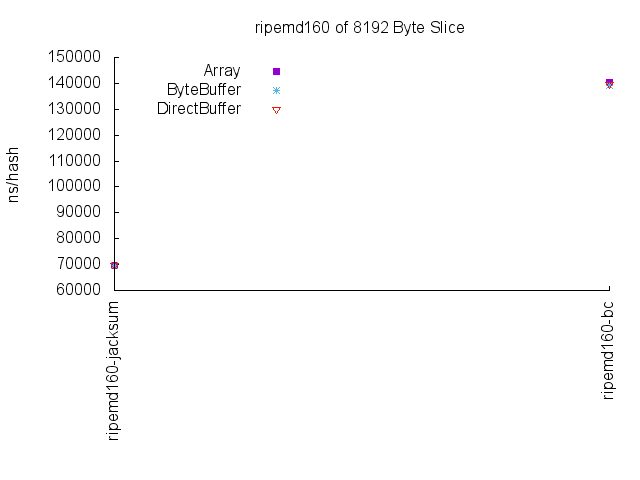 ripemd160 of 8192 Byte Slice
ns/hash
150000
140000
130000
120000
110000
100000
90000
80000
70000
60000
Array
ByteBuffer
DirectBuffer
ripemd160-jacksum
ripemd160-bc